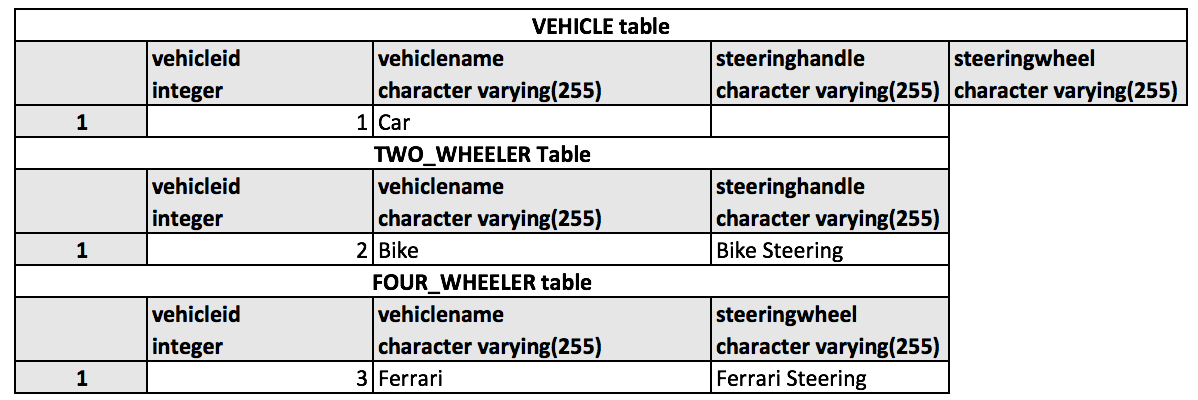 VEHICLE table
vehicleid vehiclename steeringhandle steeringwheel
integer character varying(255) character varying(255) character varying(255)
1 1 Car
TWO_WHEELER Table
vehicleid vehiclename steeringhandle
integer character varying(255) character varying(255)
1 2 Bike Bike Steering
FOUR_WHEELER table
vehicleid vehiclename steeringwheel
integer character varying(255) character varying(255)
1 3 Ferrari Ferrari Steering